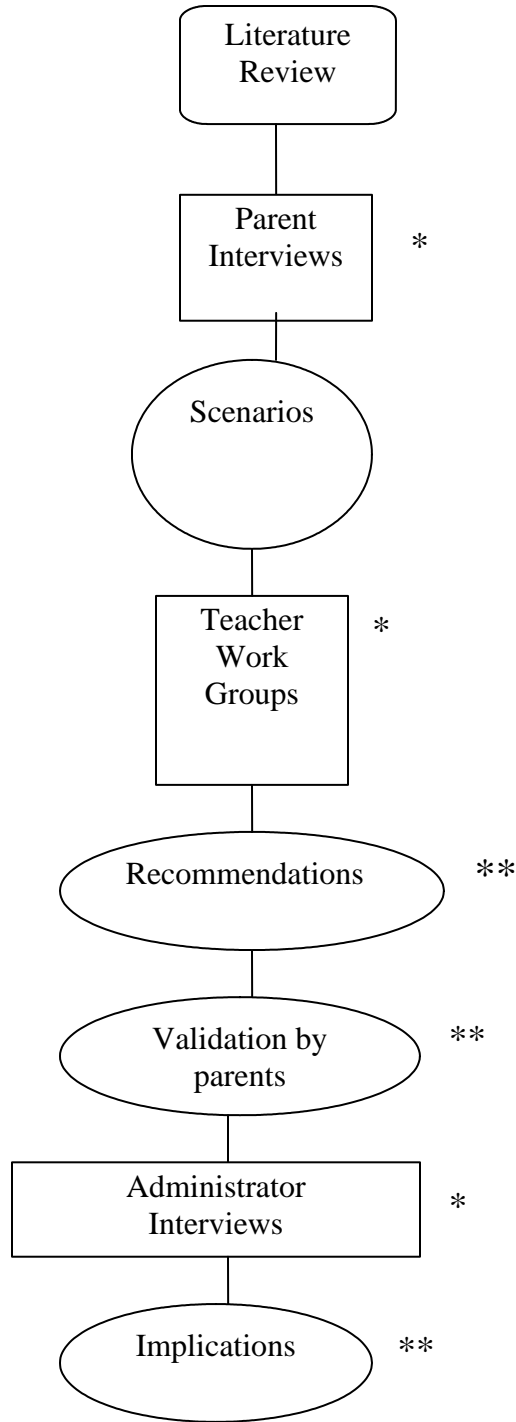 Literature
Review
Parent
Interviews
*
Scenarios
Teacher
Work
Groups
*
Recommendations
**
Validation by
parents
**
Administrator
Interviews
*
Implications
**